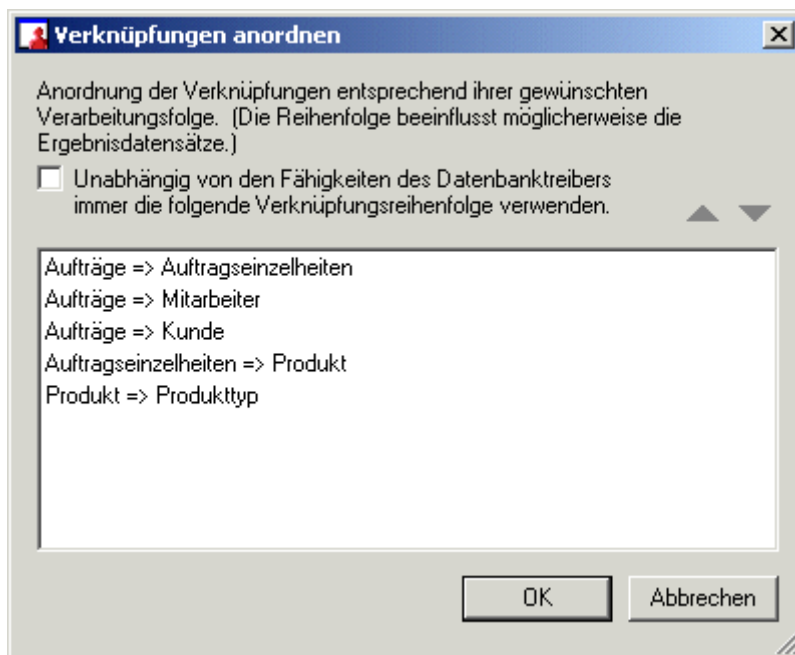 Verknüpfungen anordnen
Anordnung der Verknüpfungen entsprechend ihrer gewünschten
Verarbeitungsfolge.  (Die Reihenfolge beeinflusst möglicherweise die
Ergebnisdatensätze.)
Unabhängig von den Fähigkeiten des Datenbanktreibers
immer die folgende Verknüpfungsreihenfolge verwenden.
Aufträge => Auftragseinzelheiten
Aufträge => Mitarbeiter
Aufträge => Kunde
Auftragseinzelheiten => Produkt
Produkt => Produkttyp
OK Abbrechen